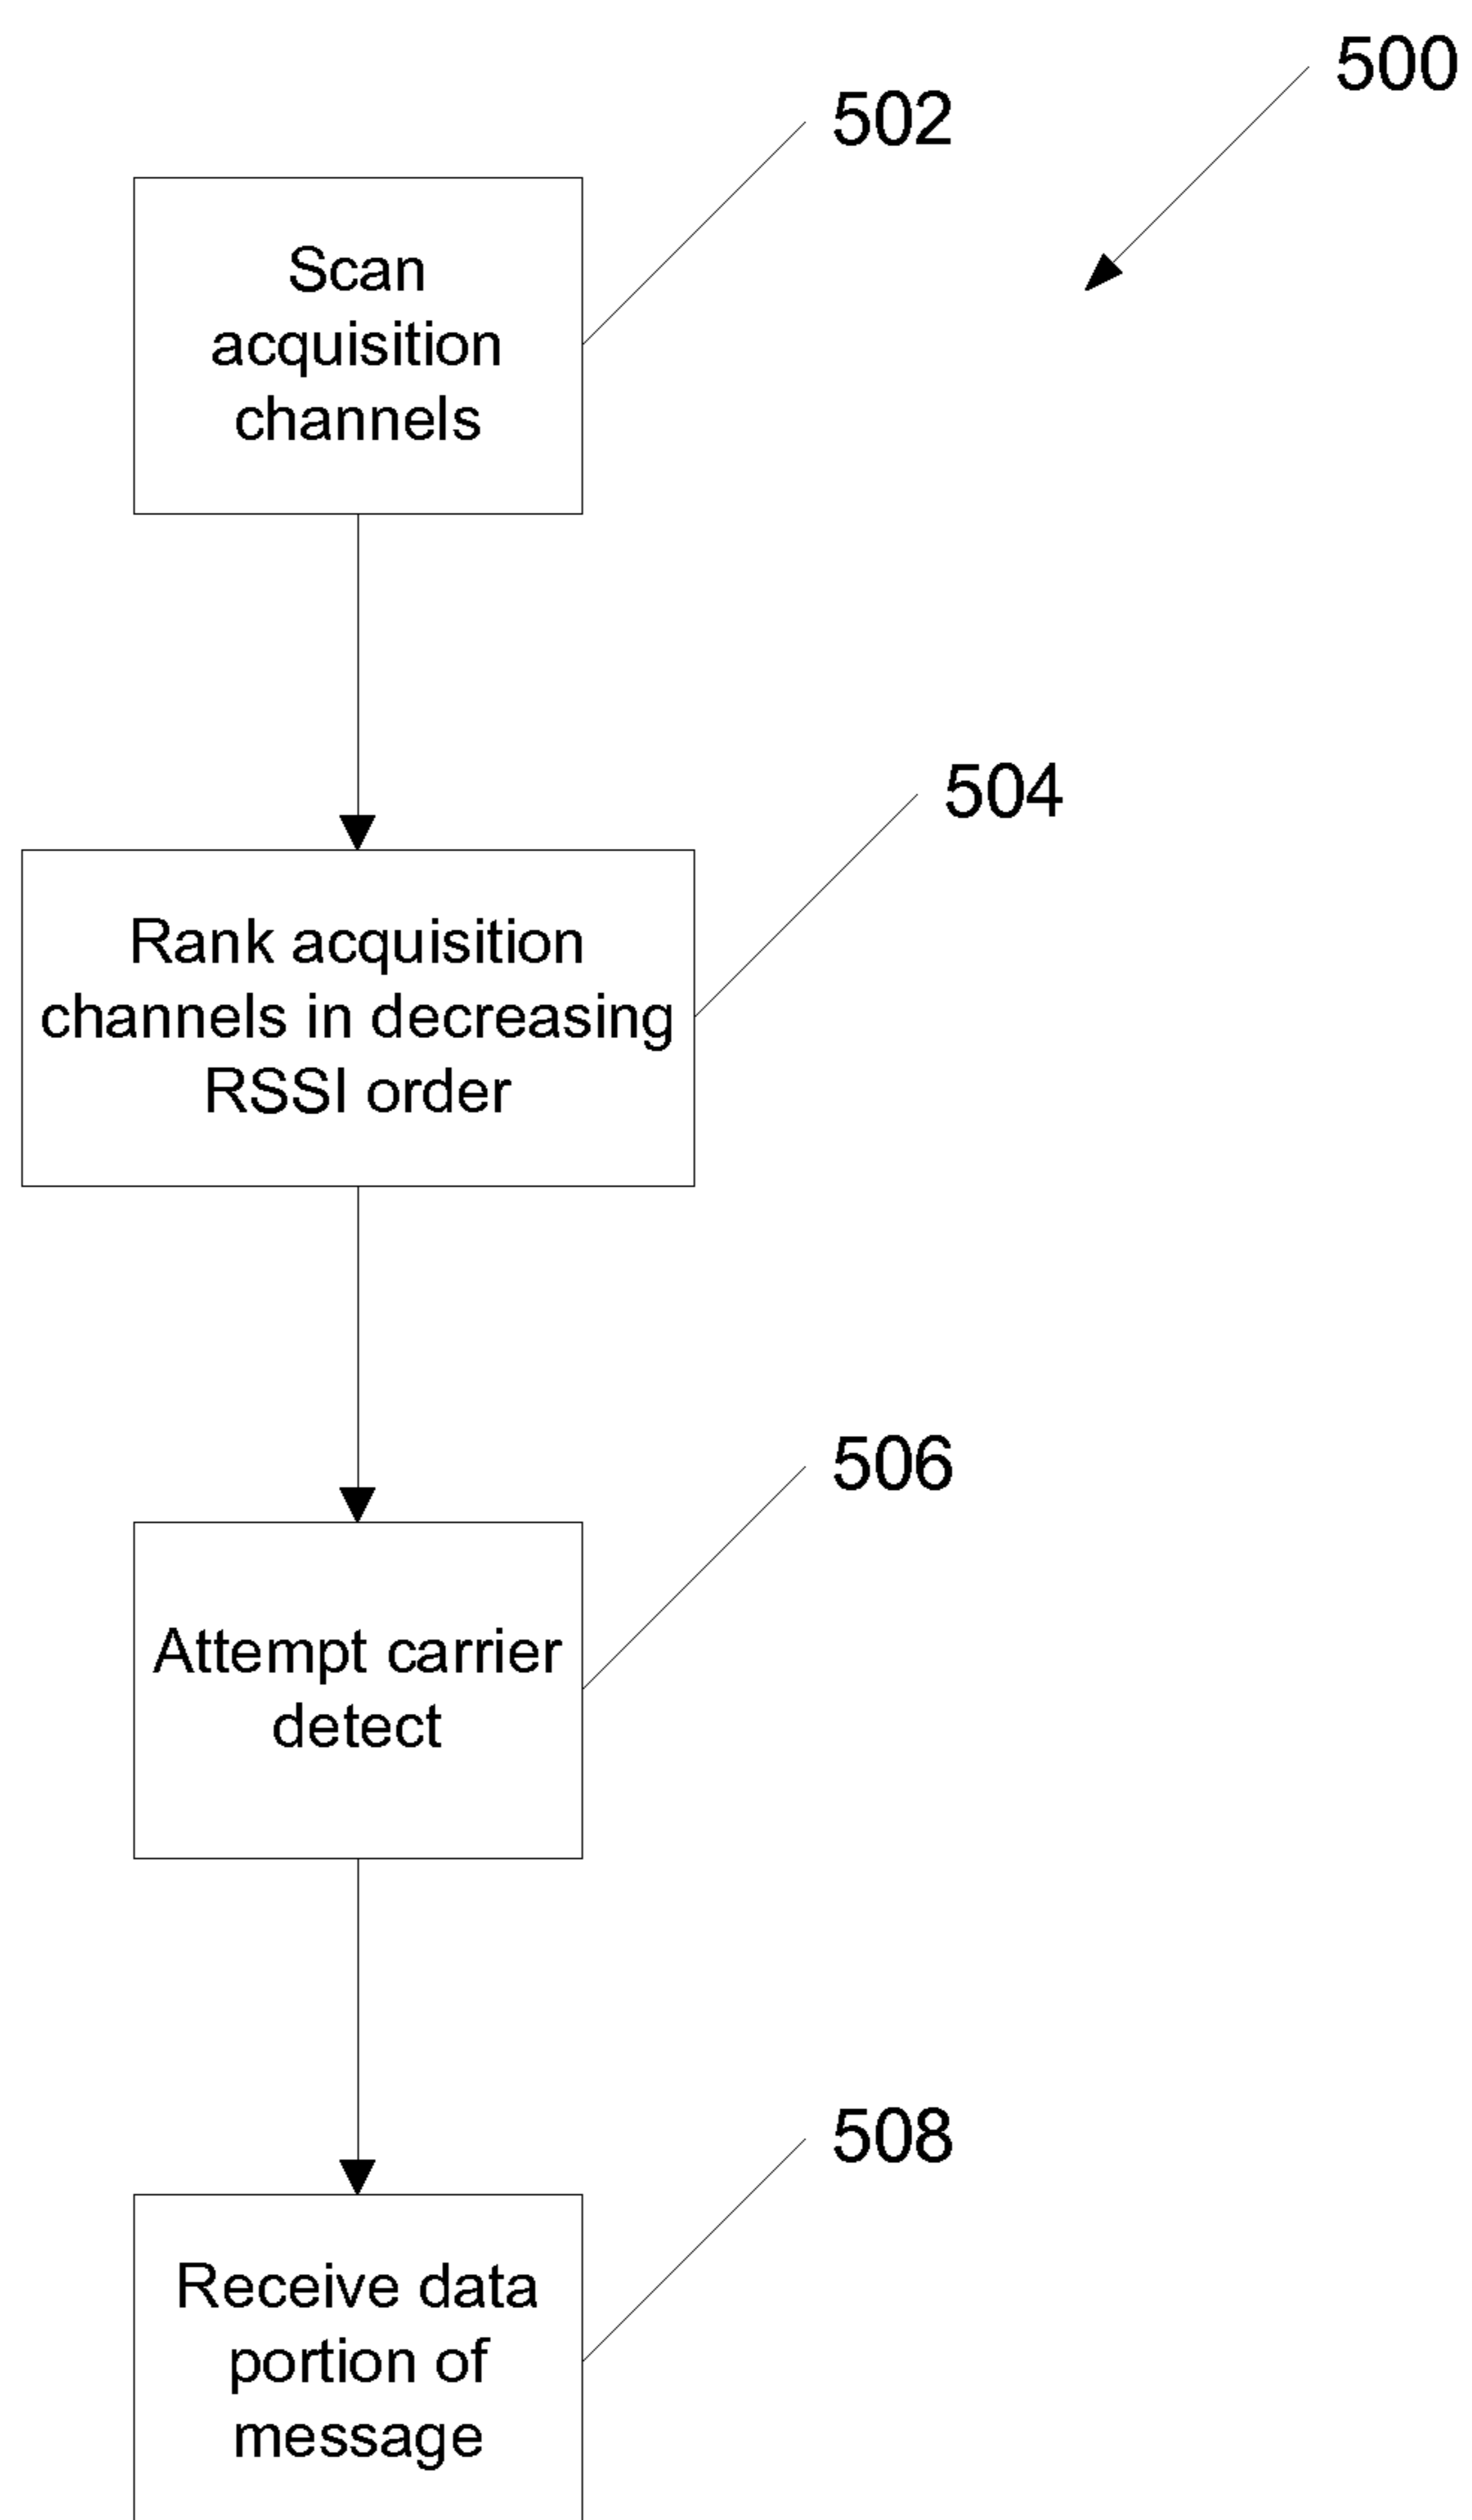 500
502
Scan
acquisition
channels
504
Rank acquisition
channels in decreasing
RSSI order
506
Attempt carrier
detect
508
Receive data
portion of
message